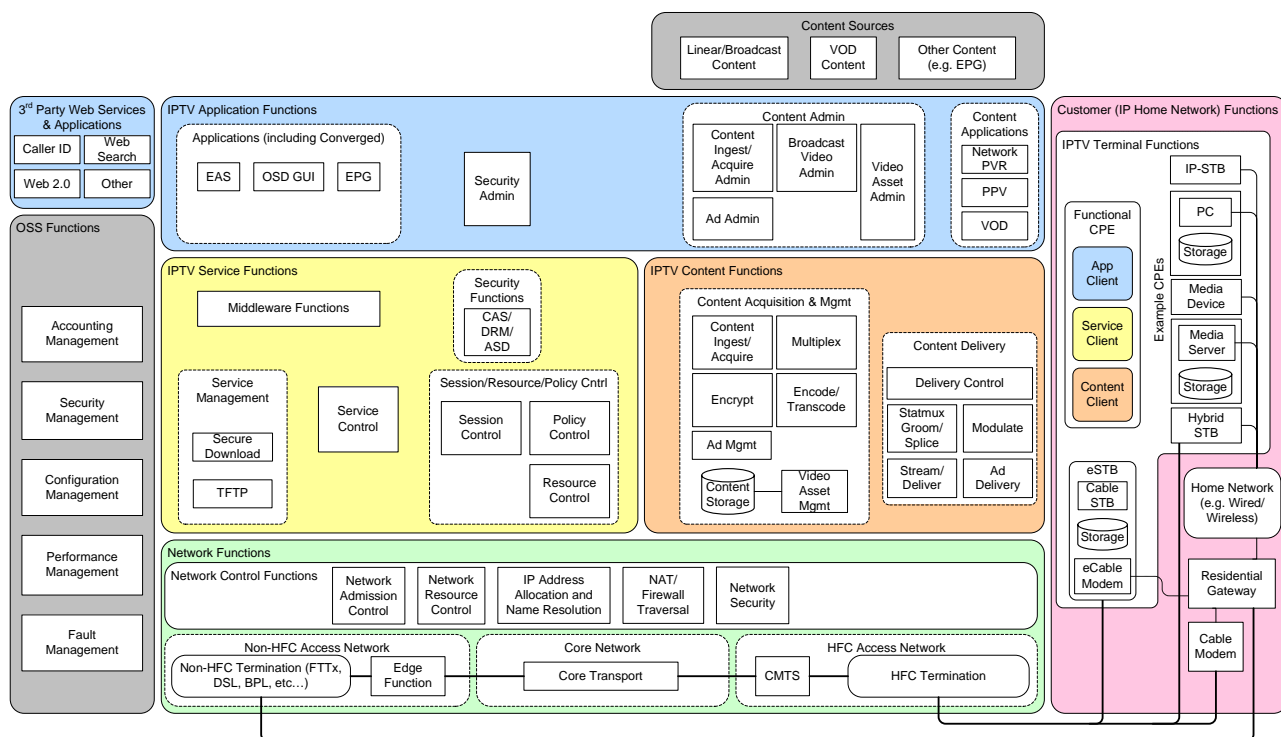 Content Sources
Linear/Broadcast
Content
VOD
Content
Other Content
(e.g. EPG)
3rd Party Web Services
& Applications
Caller ID
Web
Search
Web 2.0
Other
OSS Functions
Accounting
Management
Security
Management
Configuration
Management
Performance
Management
Fault
Management
IPTV Application Functions
Applications (including Converged)
EAS
OSD GUI
EPG
Security
Admin
Content Admin
Content
Ingest/
Acquire
Admin
Broadcast
Video
Admin
Video
Asset
Admin
Ad Admin
Content
Applications
Network
PVR
PPV
VOD
IPTV Service Functions
Middleware Functions
Security
Functions
CAS/
DRM/
ASD
Service
Management
Secure
Download
TFTP
Service
Control
Session/Resource/Policy Cntrl
Session
Control
Policy
Control
Resource
Control
IPTV Content Functions
Content Acquisition & Mgmt
Content
Ingest/
Acquire
Multiplex
Encrypt
Encode/
Transcode
Ad Mgmt
Content
Storage
Video
Asset
Mgmt
Content Delivery
Delivery Control
Statmux
Groom/
Splice
Modulate
Stream/
Deliver
Ad
Delivery
Network Functions
Network Control Functions
Network
Admission
Control
Network
Resource
Control
IP Address
Allocation and
Name Resolution
NAT/
Firewall
Traversal
Network
Security
Non-HFC Access Network
Non-HFC Termination (FTTx,
DSL, BPL, etc…)
Edge
Function
Core Network
Core Transport
HFC Access Network
CMTS
HFC Termination
Customer (IP Home Network) Functions
IPTV Terminal Functions
Functional
CPE
App
Client
Service
Client
Content
Client
Example CPEs
IP-STB
PC
Storage
Media
Device
Media
Server
Storage
Hybrid
STB
eSTB
Cable
STB
Storage
eCable
Modem
Home Network
(e.g. Wired/
Wireless)
Residential
Gateway
Cable
Modem